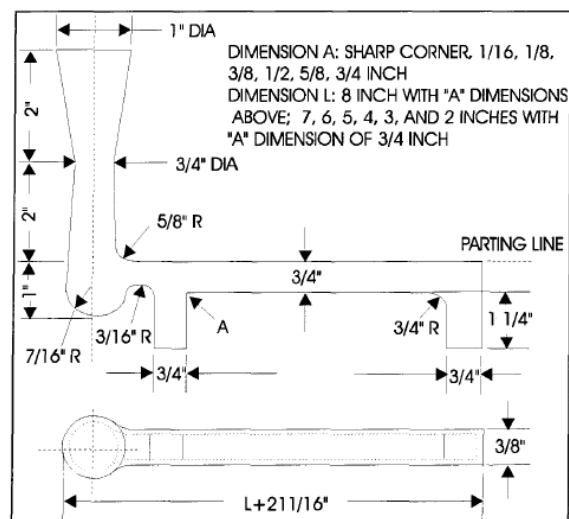 1" DIA
DIMENSION A: SHARP CORNER, 1/16, 1/8,
3/8, 1/2, 5/8, 3/4 INCH
DIMENSION L: 8 INCH WITH "A" DIMENSIONS
ABOVE; 7, 6, 5, 4, 3, AND 2 INCHES WITH
"A" DIMENSION OF 3/4 INCH
2"
3/4" DIA
2"
5/8" R
PARTING LINE
1"
3/4"
3/16" R
A
3/4" R
1 1/4"
7/16" R
3/4"
3/4"
3/8"
L+211/16"